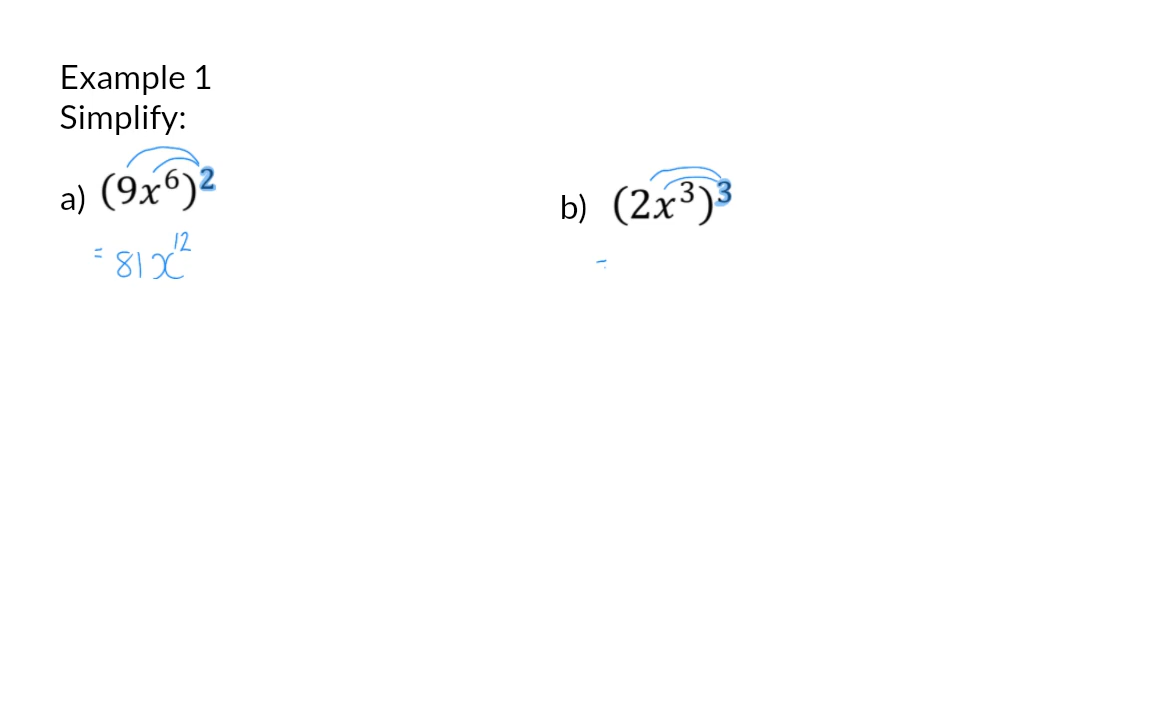 Example 1
Simplify:
a) (9x⁶)²
= 81x¹²
b) (2x³)³
=